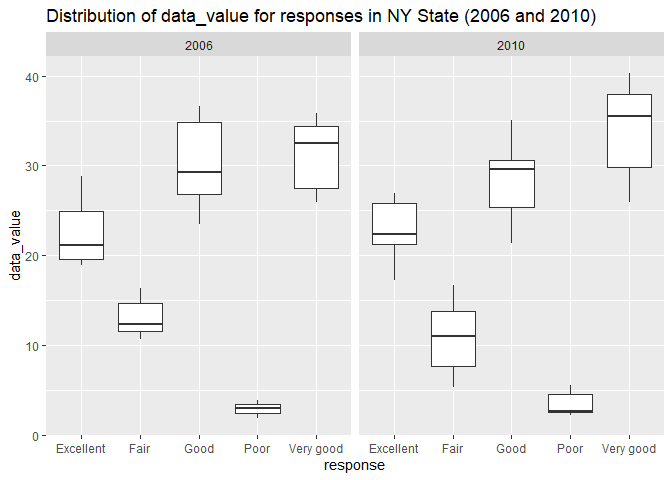 Distribution of data_value for responses in NY State (2006 and 2010)
2006 2010
40
30
20
10
0
data_value
Excellent Fair Good Poor Very good Excellent Fair Good Poor Very good
response